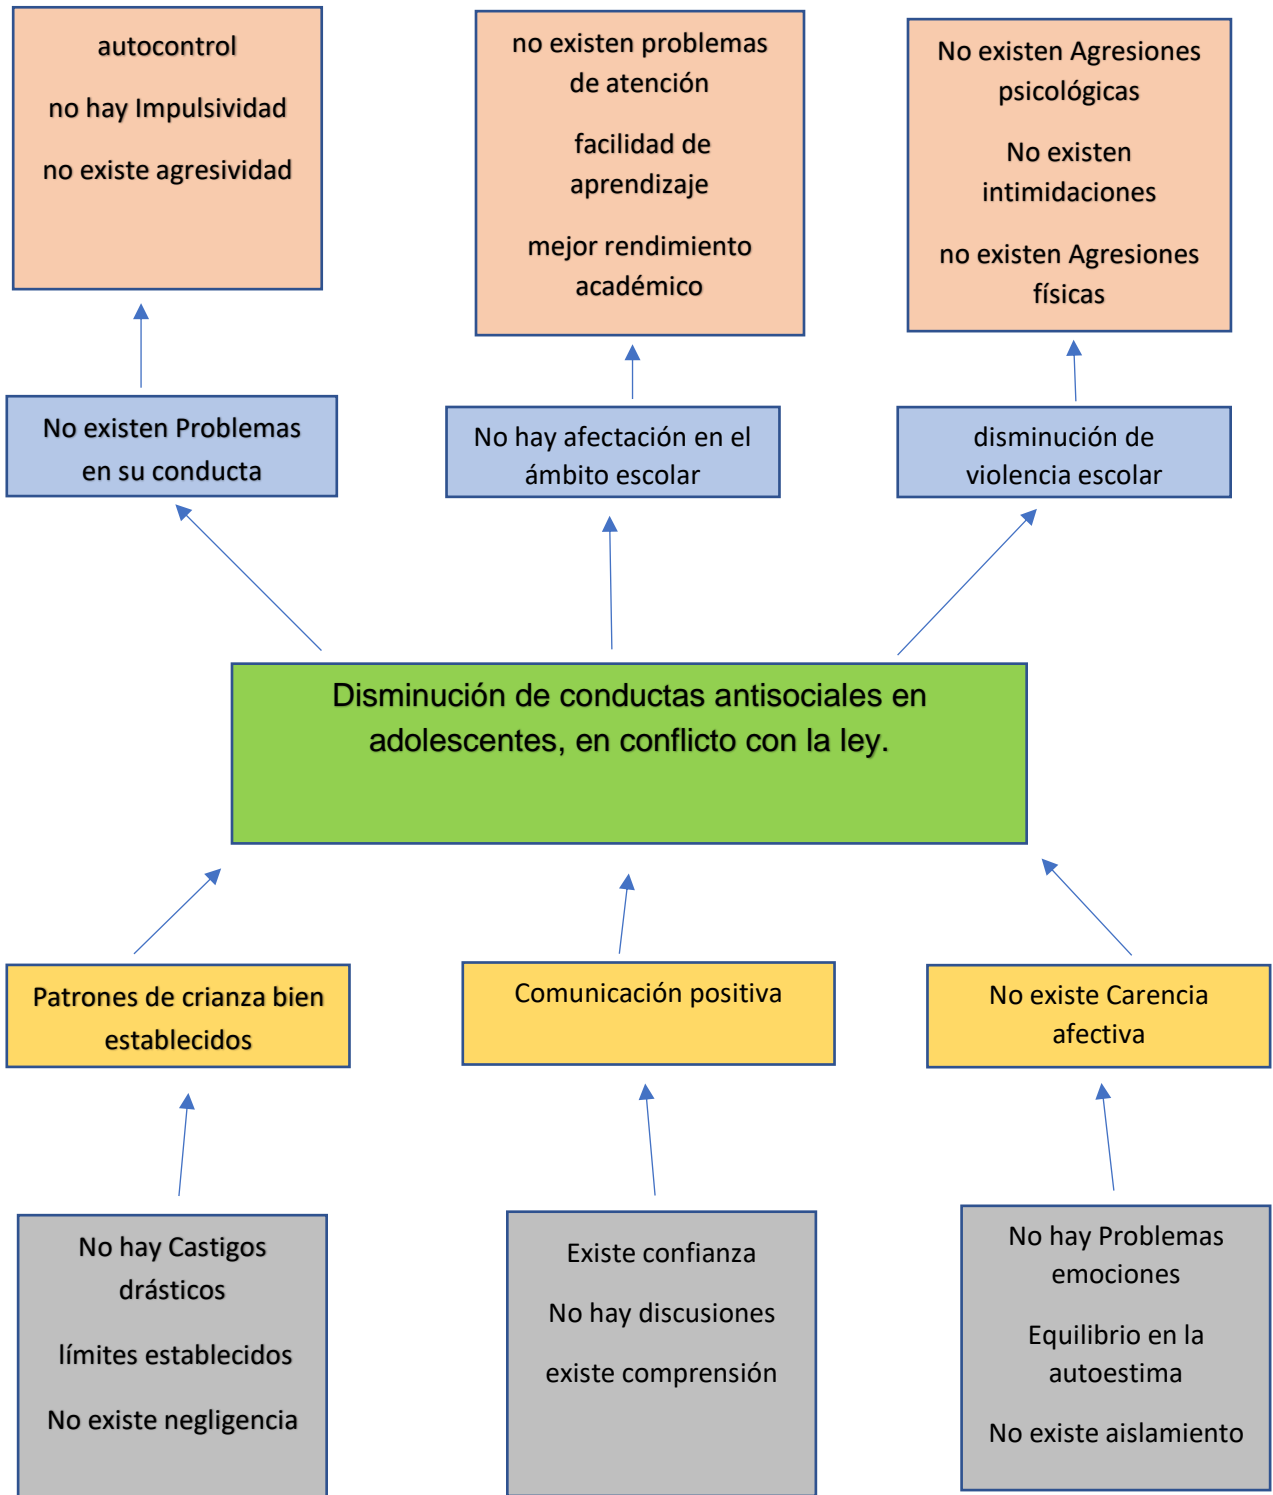 autocontrol
no hay Impulsividad
no existe agresividad
no existen problemas
de atención
facilidad de
aprendizaje
mejor rendimiento
académico
No existen Agresiones
psicológicas
No existen
intimidaciones
no existen Agresiones
físicas
No existen Problemas
en su conducta
No hay afectación en el
ámbito escolar
disminución de
violencia escolar
Disminución de conductas antisociales en
adolescentes, en conflicto con la ley.
Patrones de crianza bien
establecidos
Comunicación positiva
No existe Carencia
afectiva
No hay Castigos
drásticos
límites establecidos
No existe negligencia
Existe confianza
No hay discusiones
existe comprensión
No hay Problemas
emociones
Equilibrio en la
autoestima
No existe aislamiento